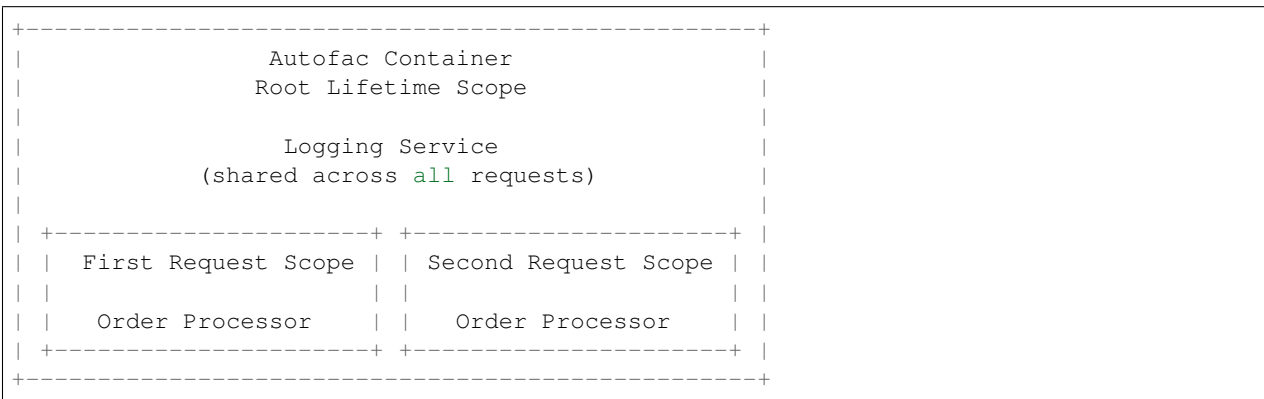 +---------------------------------------------------+
|                 Autofac Container                 |
|                Root Lifetime Scope                |
|                                                   |
|                  Logging Service                  |
|            (shared across all requests)           |
|                                                   |
| +----------------------+ +----------------------+ |
| |  First Request Scope | | Second Request Scope | |
| |                      | |                      | |
| |   Order Processor    | |   Order Processor    | |
| +----------------------+ +----------------------+ |
+---------------------------------------------------+